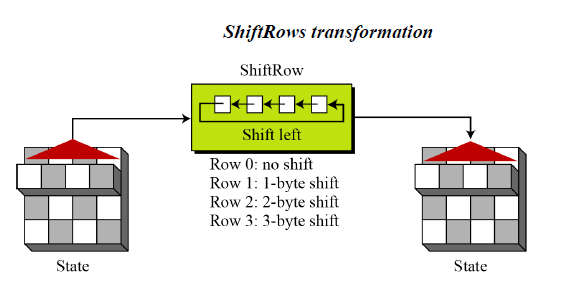 ShiftRows transformation
ShiftRow
Shift left
Row 0: no shift
Row 1: 1-byte shift
Row 2: 2-byte shift
Row 3: 3-byte shift
State
State